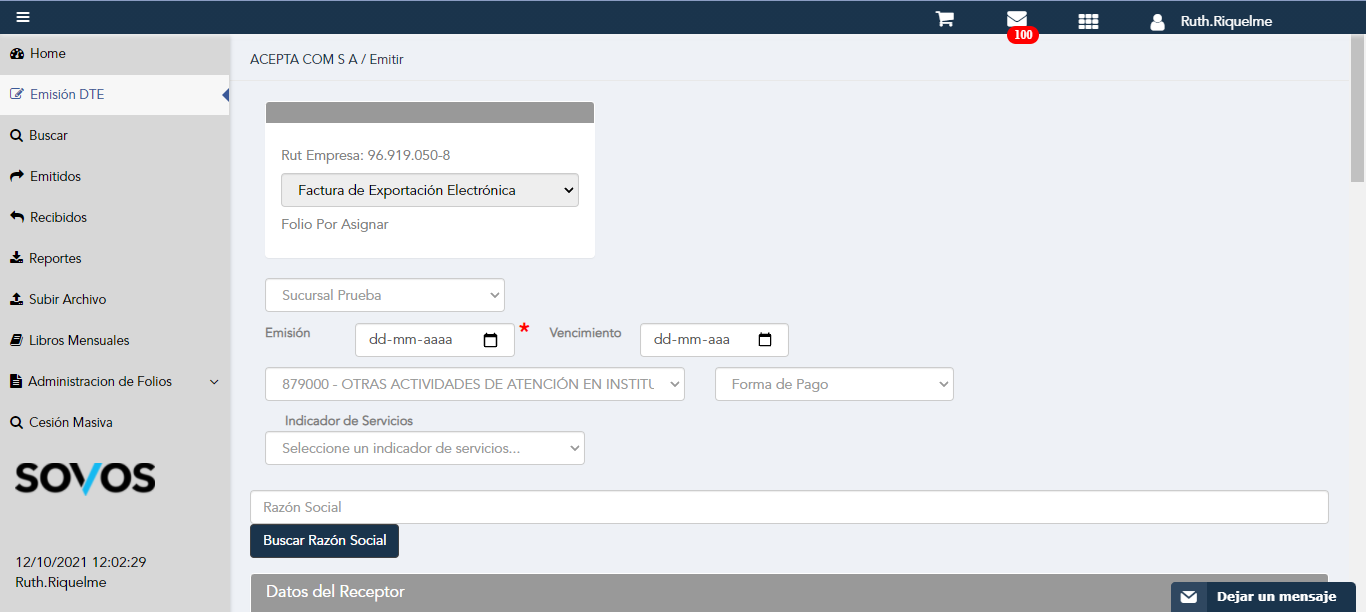 100
Ruth.Riquelme
Home
Emisión DTE
Buscar
Emitidos
Recibidos
Reportes
Subir Archivo
Libros Mensuales
Administracion de Folios
Cesión Masiva
SOVOS
12/10/2021 12:02:29
Ruth.Riquelme
ACEPTA COM S A / Emitir
Rut Empresa: 96.919.050-8
Factura de Exportación Electrónica
Folio Por Asignar
Sucursal Prueba
Emisión dd-mm-aaaa * Vencimiento dd-mm-aaa
879000 - OTRAS ACTIVIDADES DE ATENCIÓN EN INSTITU Forma de Pago
Indicador de Servicios
Seleccione un indicador de servicios...
Razón Social
Buscar Razón Social
Datos del Receptor
Dejar un mensaje